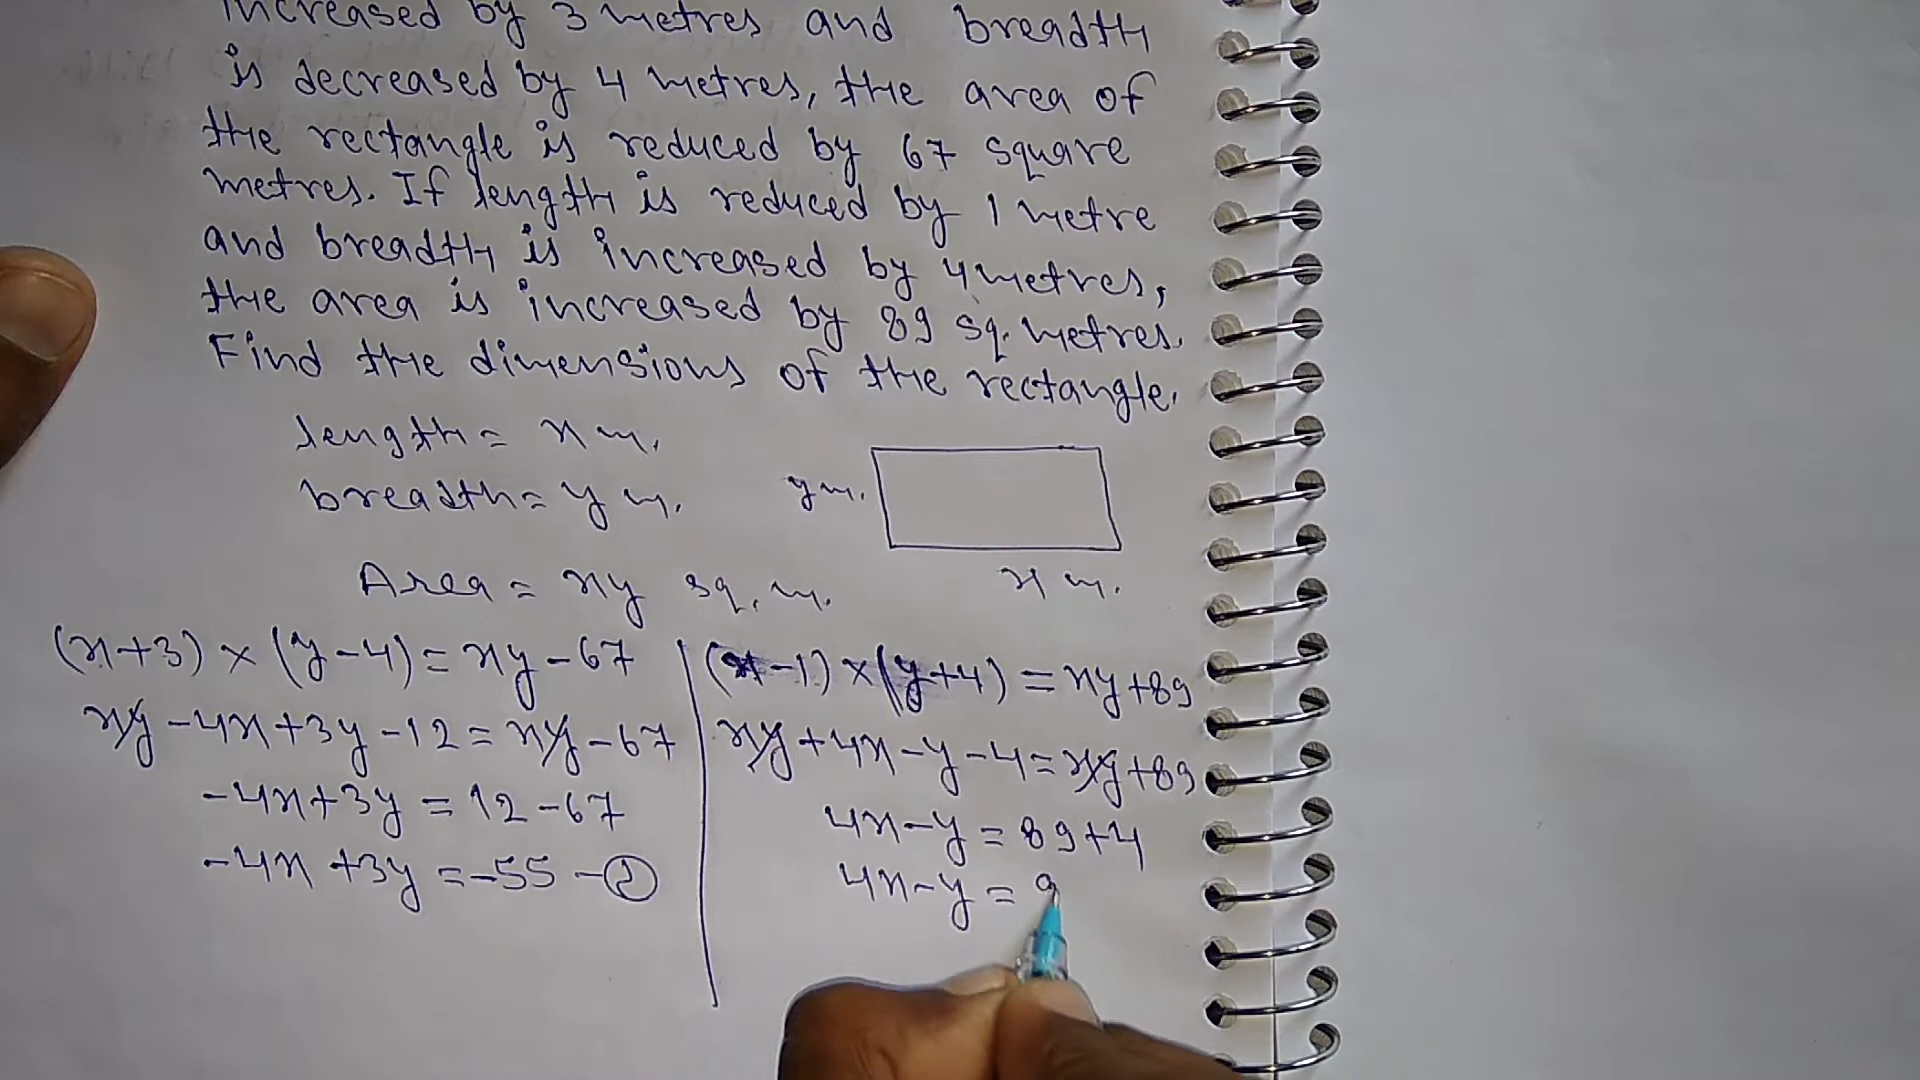 increased by 3 metres and breadth
is decreased by 4 metres, the area of
the rectangle is reduced by 67 square
metres. If length is reduced by 1 metre
and breadth is increased by 4 metres,
the area is increased by 89 sq. metres.
Find the dimensions of the rectangle.
length = x m.
breadth = y m.
y m.
Area = xy sq. m.
x m.
(x+3) × (y-4) = xy-67
xy-4x+3y-12 = xy-67
-4x+3y = 12-67
-4x+3y = -55 -②
(x-1) × (y+4) = xy+89
xy+4x-y-4 = xy+89
4x-y = 89+4
4x-y = 9